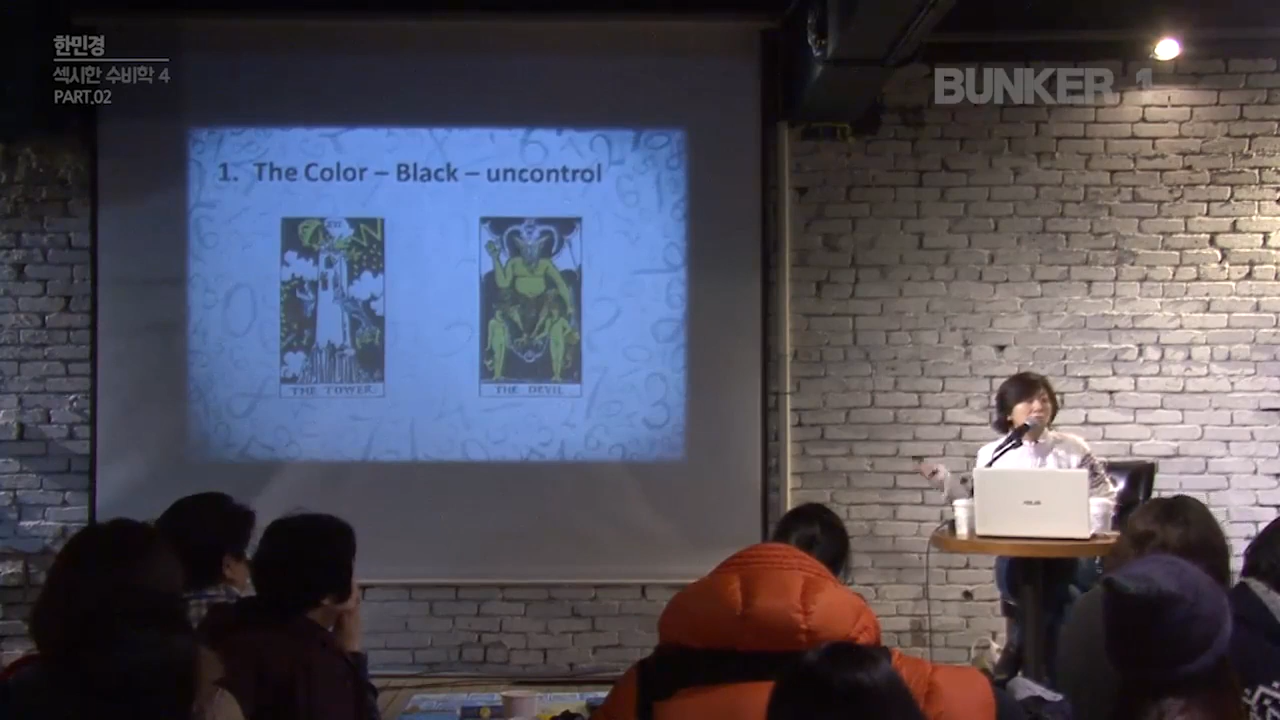 한민경
섹시한 수비학 4
PART.02
BUNKER 1
1. The Color – Black – uncontrol
THE TOWER.
THE DEVIL
ASUS